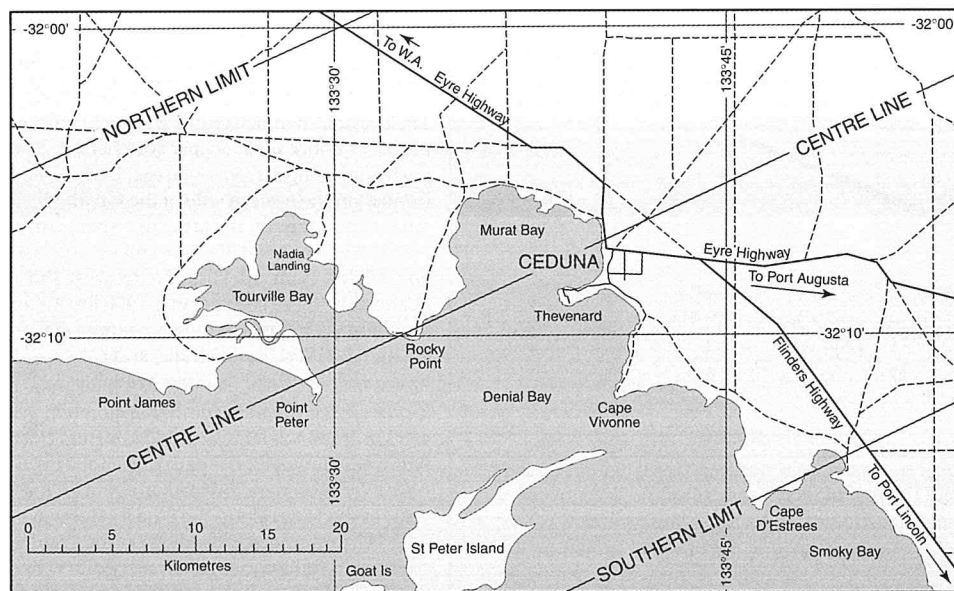 -32°00'
-32°00'
To W.A.
Eyre Highway
133°30'
133°45'
NORTHERN LIMIT
CENTRE LINE
Murat Bay
Nadia
Landing
CEDUNA
Eyre Highway
To Port Augusta
Tourville Bay
Thevenard
-32°10'
-32°10'
Rocky
Point
Flinders Highway
Point James
Point
Peter
Denial Bay
Cape
Vivonne
CENTRE LINE
133°30'
To Port Lincoln
0 5 10 15 20
Kilometres
St Peter Island
Goat Is
SOUTHERN LIMIT
133°45'
Cape
D'Estrees
Smoky Bay